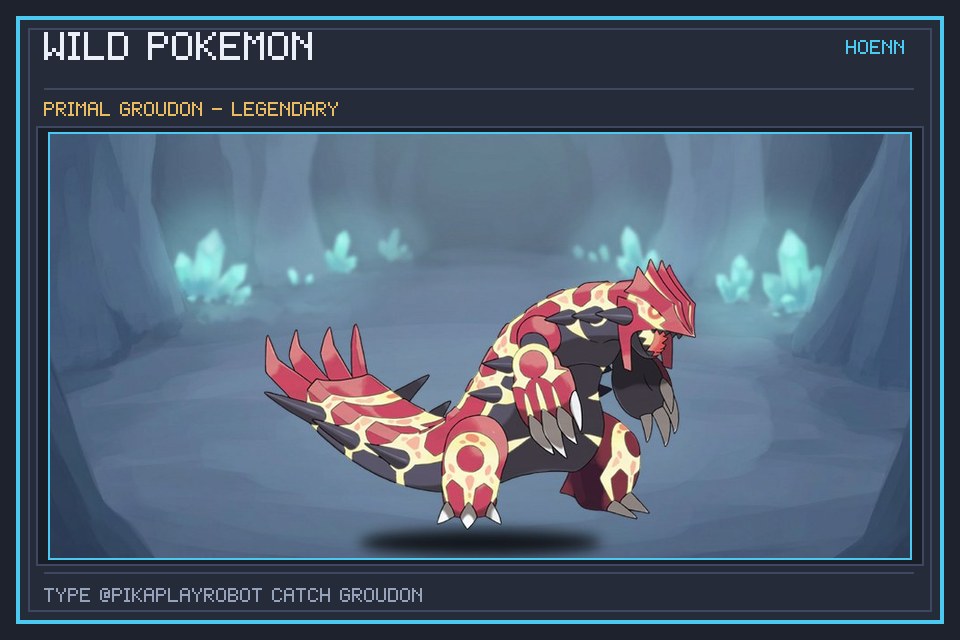 WILD POKEMON
HOENN
PRIMAL GROUDON - LEGENDARY
TYPE @PIKAPLAYROBOT CATCH GROUDON